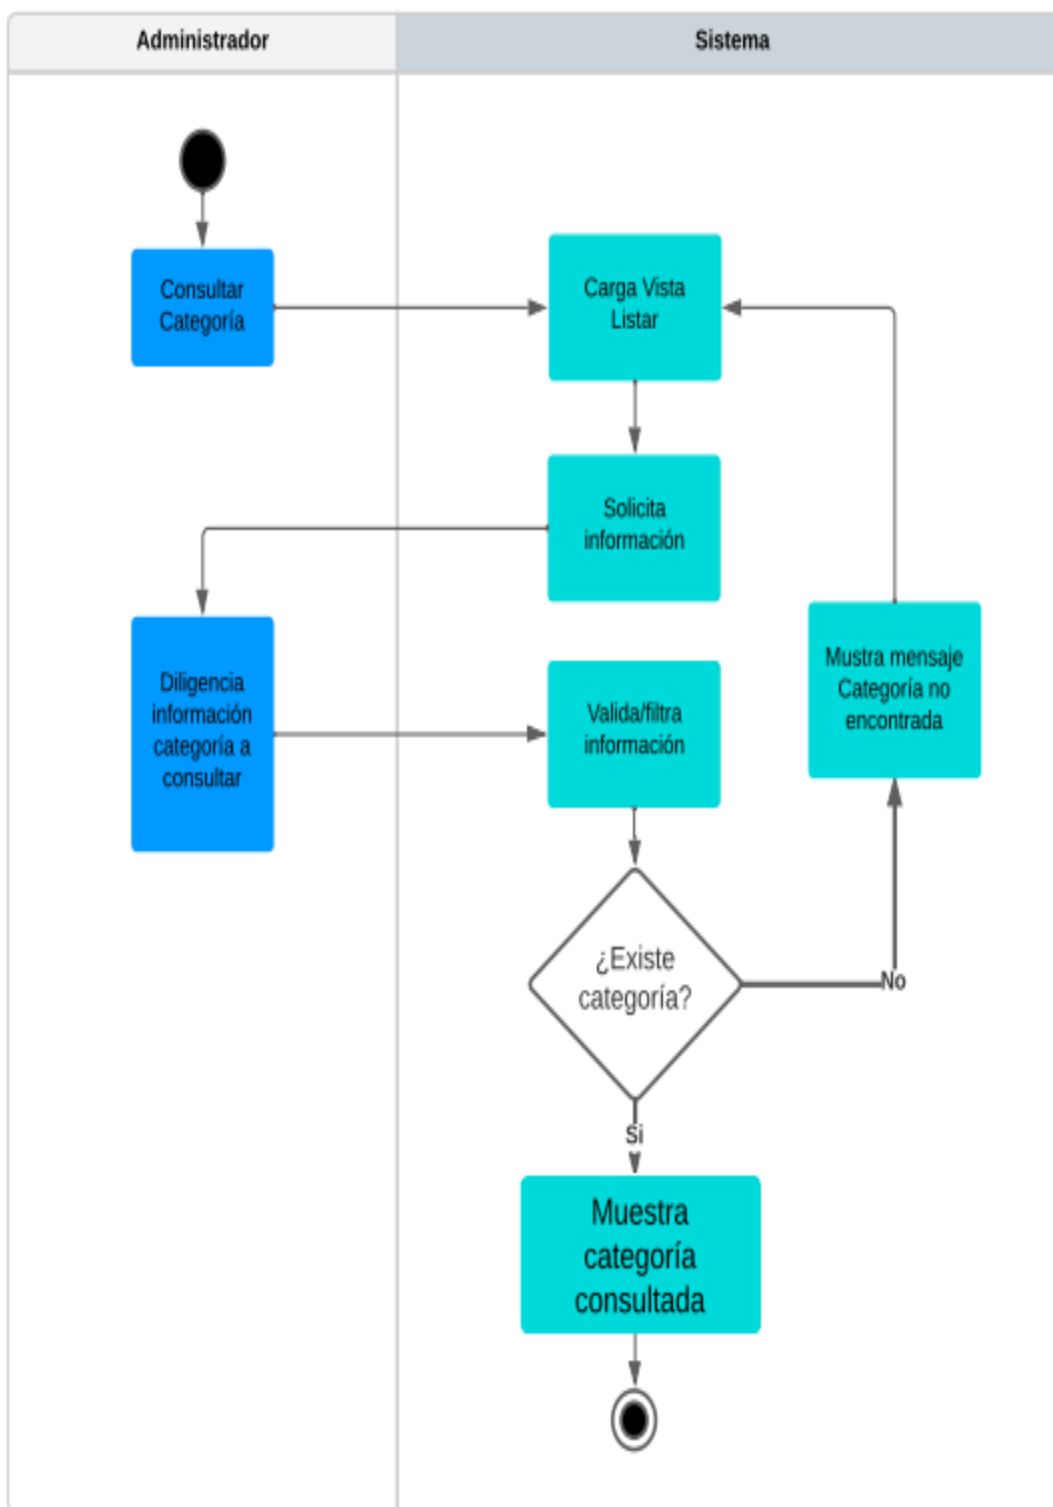 Administrador
Sistema
Consultar
Categoría
Carga Vista
Listar
Solicita
información
Diligencia
información
categoría a
consultar
Valida/filtra
información
Mustra mensaje
Categoría no
encontrada
¿Existe
categoría?
No
Si
Muestra
categoría
consultada